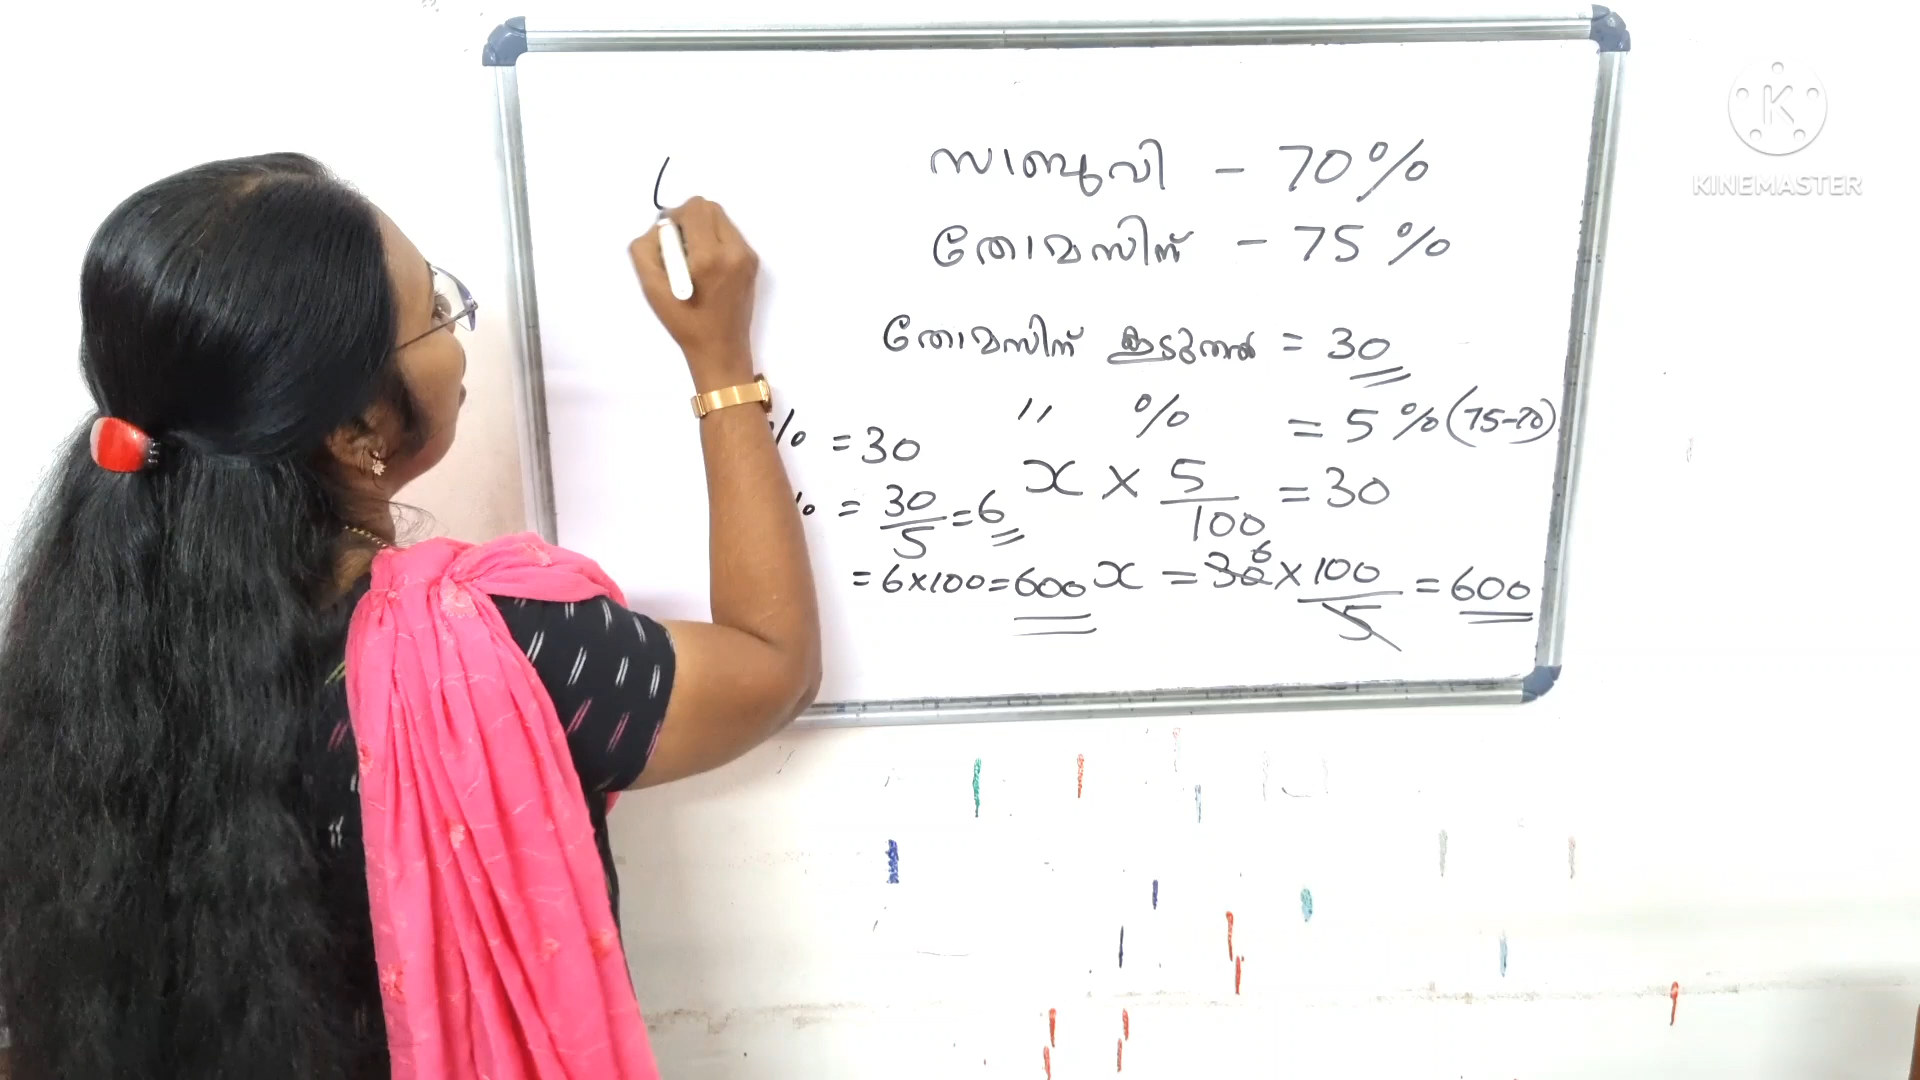 സാബുവി - 70%
തോമസിന് - 75%
തോമസിന് കൂടുതൽ = 30
" % = 5% (75-70)
% = 30
x × 5/100 = 30
% = 30/5 = 6
= 6×100 = 600
x = 30 6 × 100/5 = 600
K
KINEMASTER